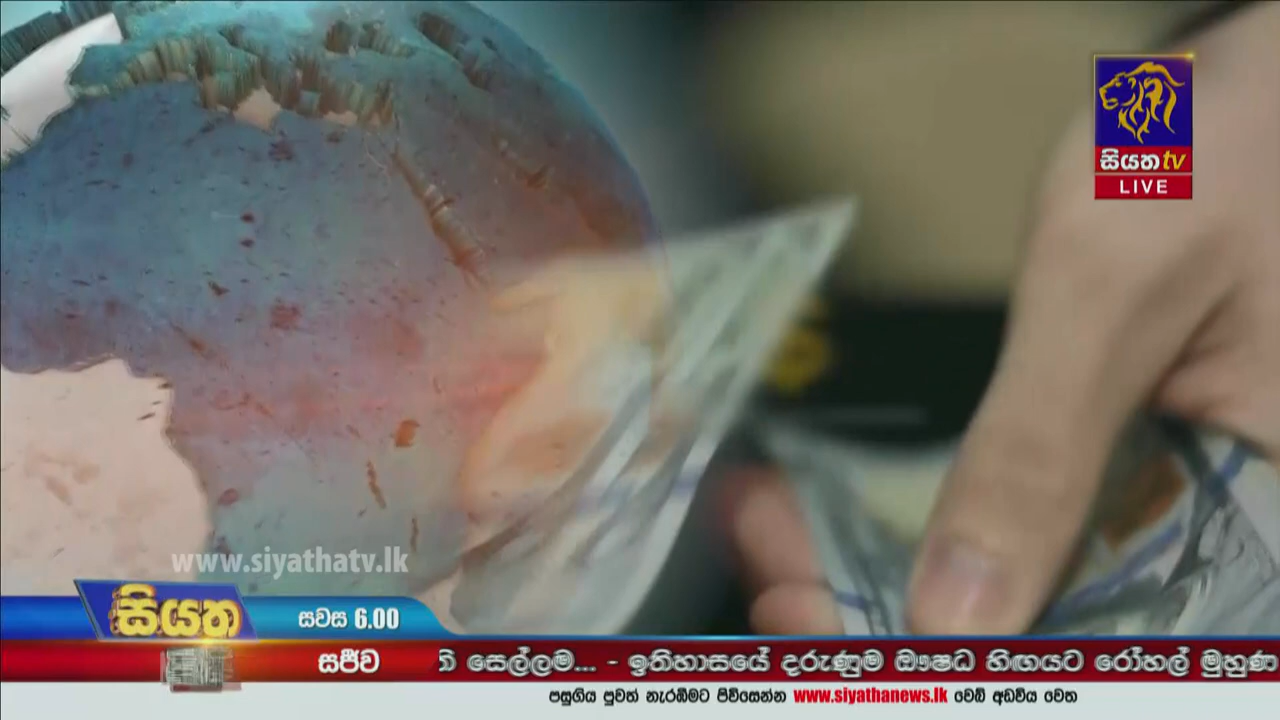 සියත tv
LIVE
www.siyathatv.lk
සියත
සවස 6.00
සජීව
සෙල්ලම... - ඉතිහාසයේ දරුණුම ඖෂධ හිඟයට රෝහල් මුහුණ
පසුගිය පුවත් නැරඹීමට පිවිසෙන්න www.siyathanews.lk වෙබ් අඩවිය වෙත